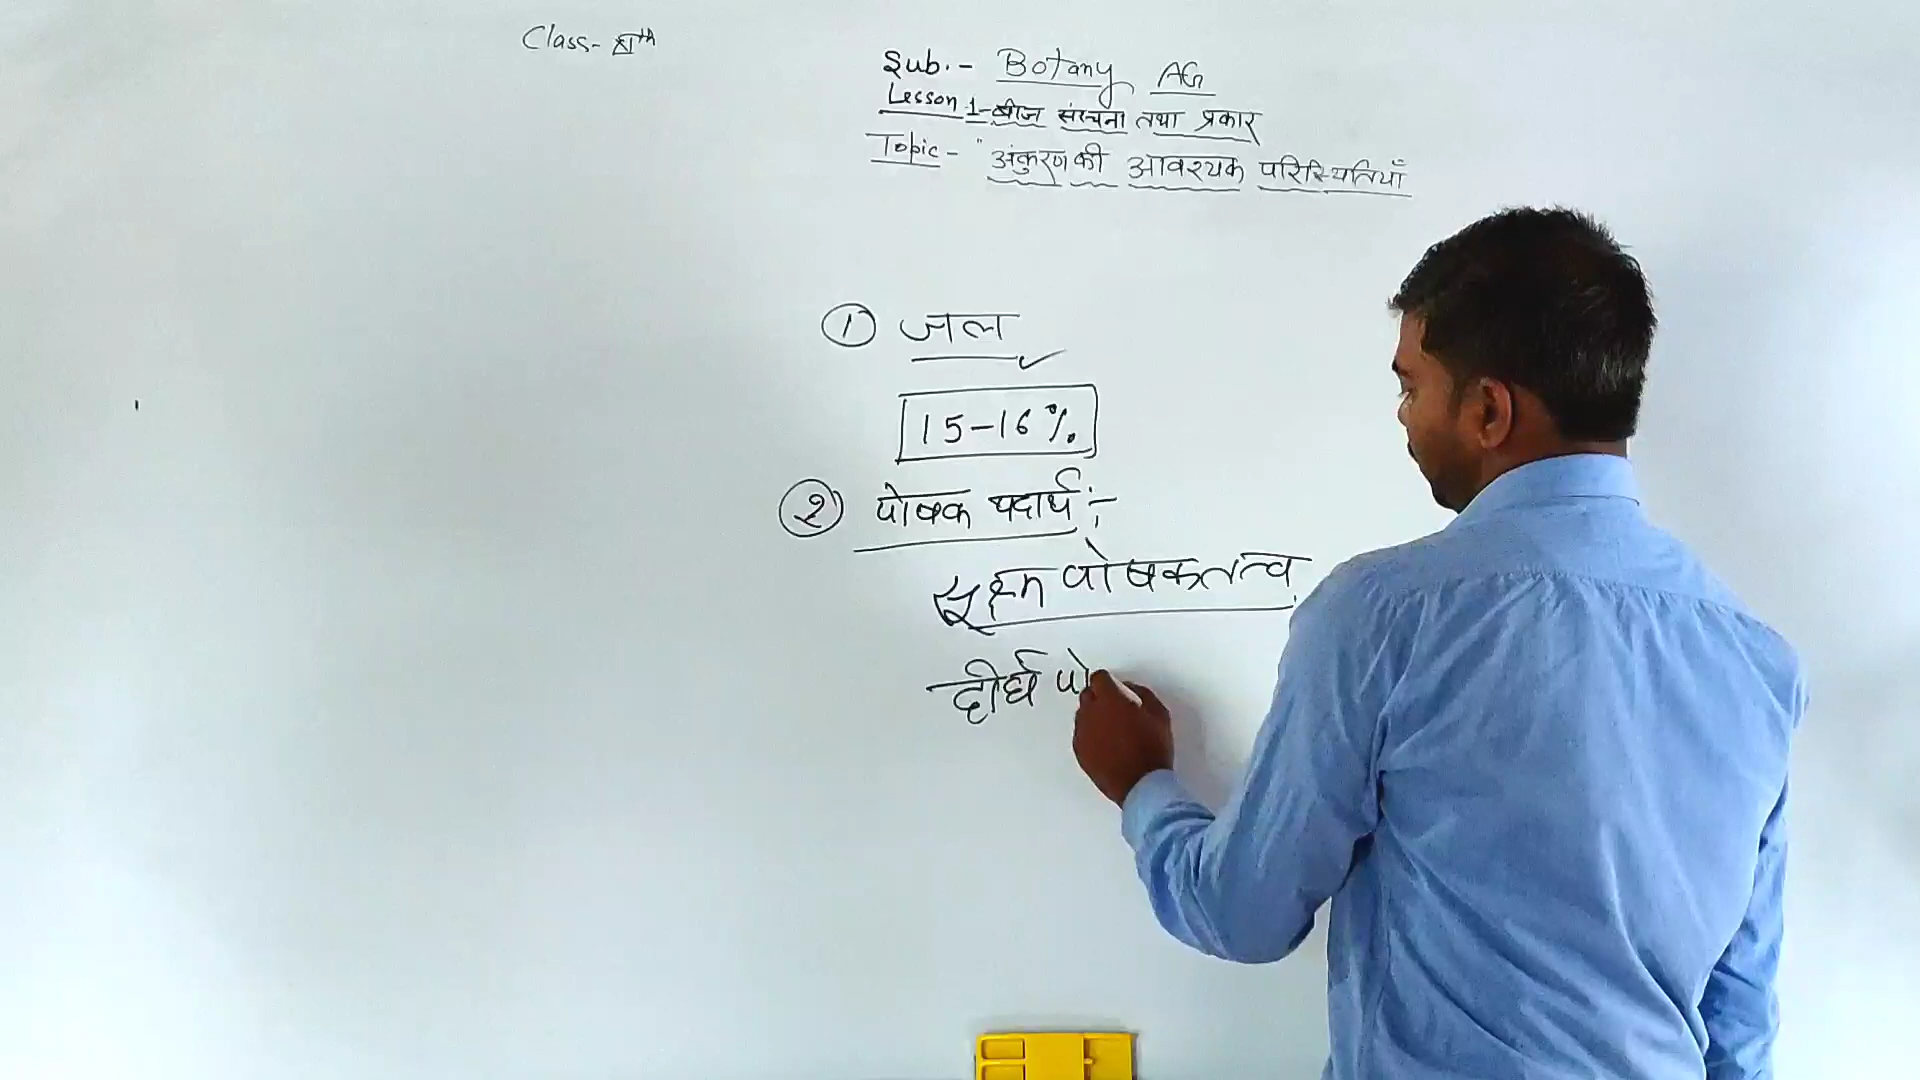 Class- XIth
Sub.- Botany AG
Lesson 1- बीज संरचना तथा प्रकार
Topic- "अंकुरण की आवश्यक परिस्थितियाँ
① जल
15-16%
② पोषक पदार्थ :-
सूक्ष्म पोषकतत्व
दीर्घ पो